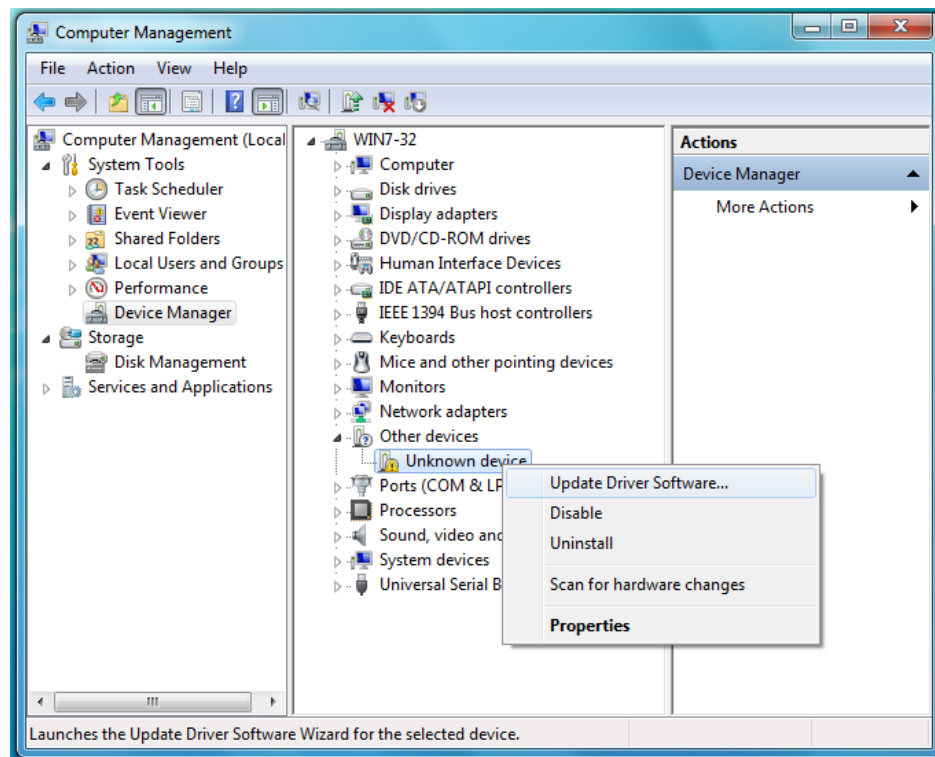 Computer Management
File Action View Help
Computer Management (Local
System Tools
Task Scheduler
Event Viewer
Shared Folders
Local Users and Groups
Performance
Device Manager
Storage
Disk Management
Services and Applications
WIN7-32
Computer
Disk drives
Display adapters
DVD/CD-ROM drives
Human Interface Devices
IDE ATA/ATAPI controllers
IEEE 1394 Bus host controllers
Keyboards
Mice and other pointing devices
Monitors
Network adapters
Other devices
Unknown device
Ports (COM & LP
Processors
Sound, video and
System devices
Universal Serial B
Update Driver Software...
Disable
Uninstall
Scan for hardware changes
Properties
Actions
Device Manager
More Actions
Launches the Update Driver Software Wizard for the selected device.